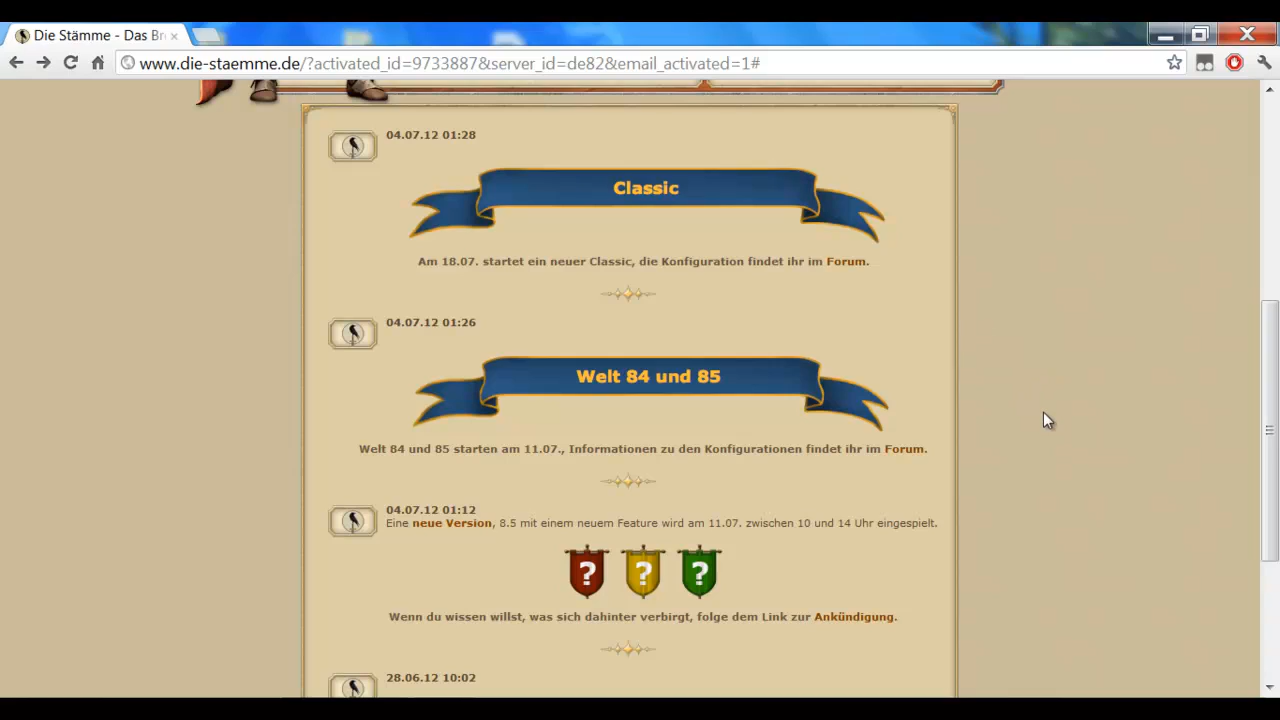 Die Stämme - Das Br
www.die-staemme.de/?activated_id=9733887&server_id=de82&email_activated=1#
04.07.12 01:28
Classic
Am 18.07. startet ein neuer Classic, die Konfiguration findet ihr im Forum.
04.07.12 01:26
Welt 84 und 85
Welt 84 und 85 starten am 11.07., Informationen zu den Konfigurationen findet ihr im Forum.
04.07.12 01:12
Eine neue Version, 8.5 mit einem neuem Feature wird am 11.07. zwischen 10 und 14 Uhr eingespielt.
? ? ?
Wenn du wissen willst, was sich dahinter verbirgt, folge dem Link zur Ankündigung.
28.06.12 10:02